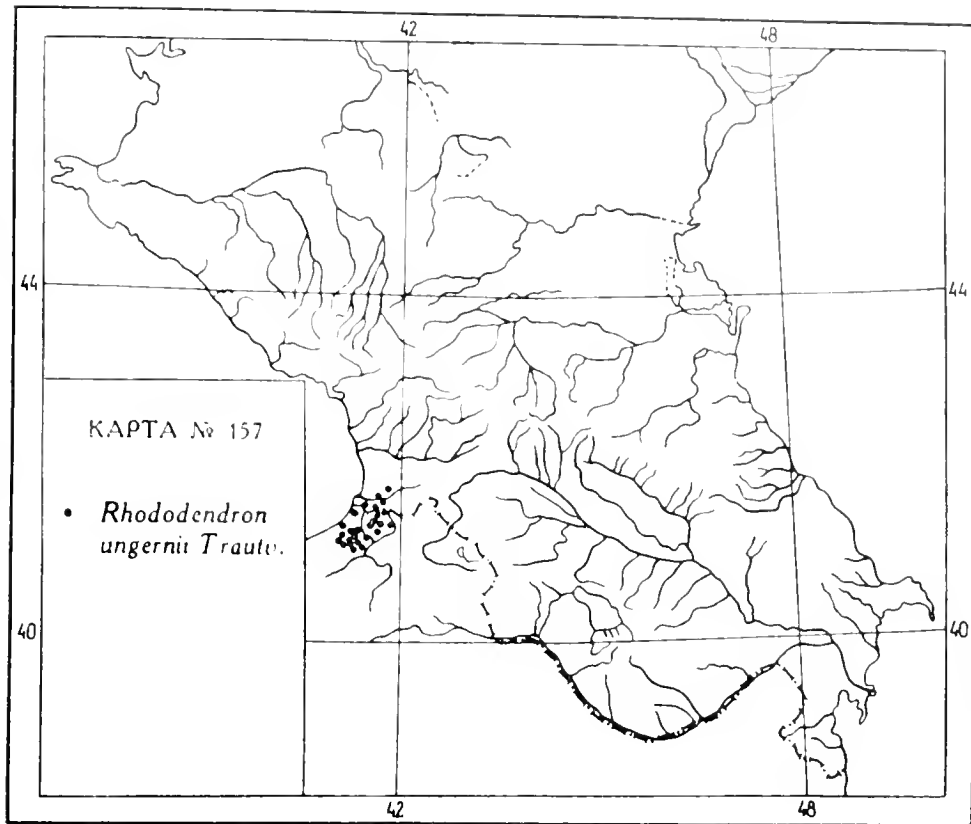 42 48
44 44
КАРТА № 157
• Rhododendron
ungernii Trautv.
40 40
42 48